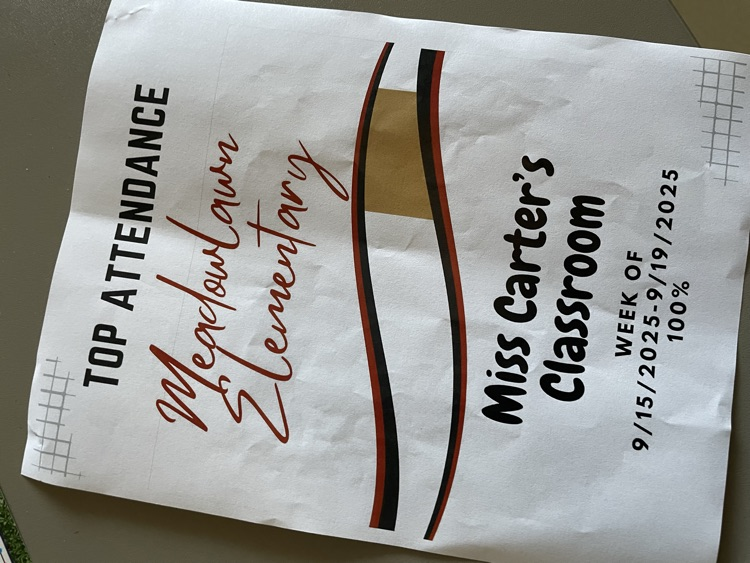 TOP ATTENDANCE
Meadowlawn
Elementary
Miss Carter's
Classroom
WEEK OF
9/15/2025-9/19/2025
100%